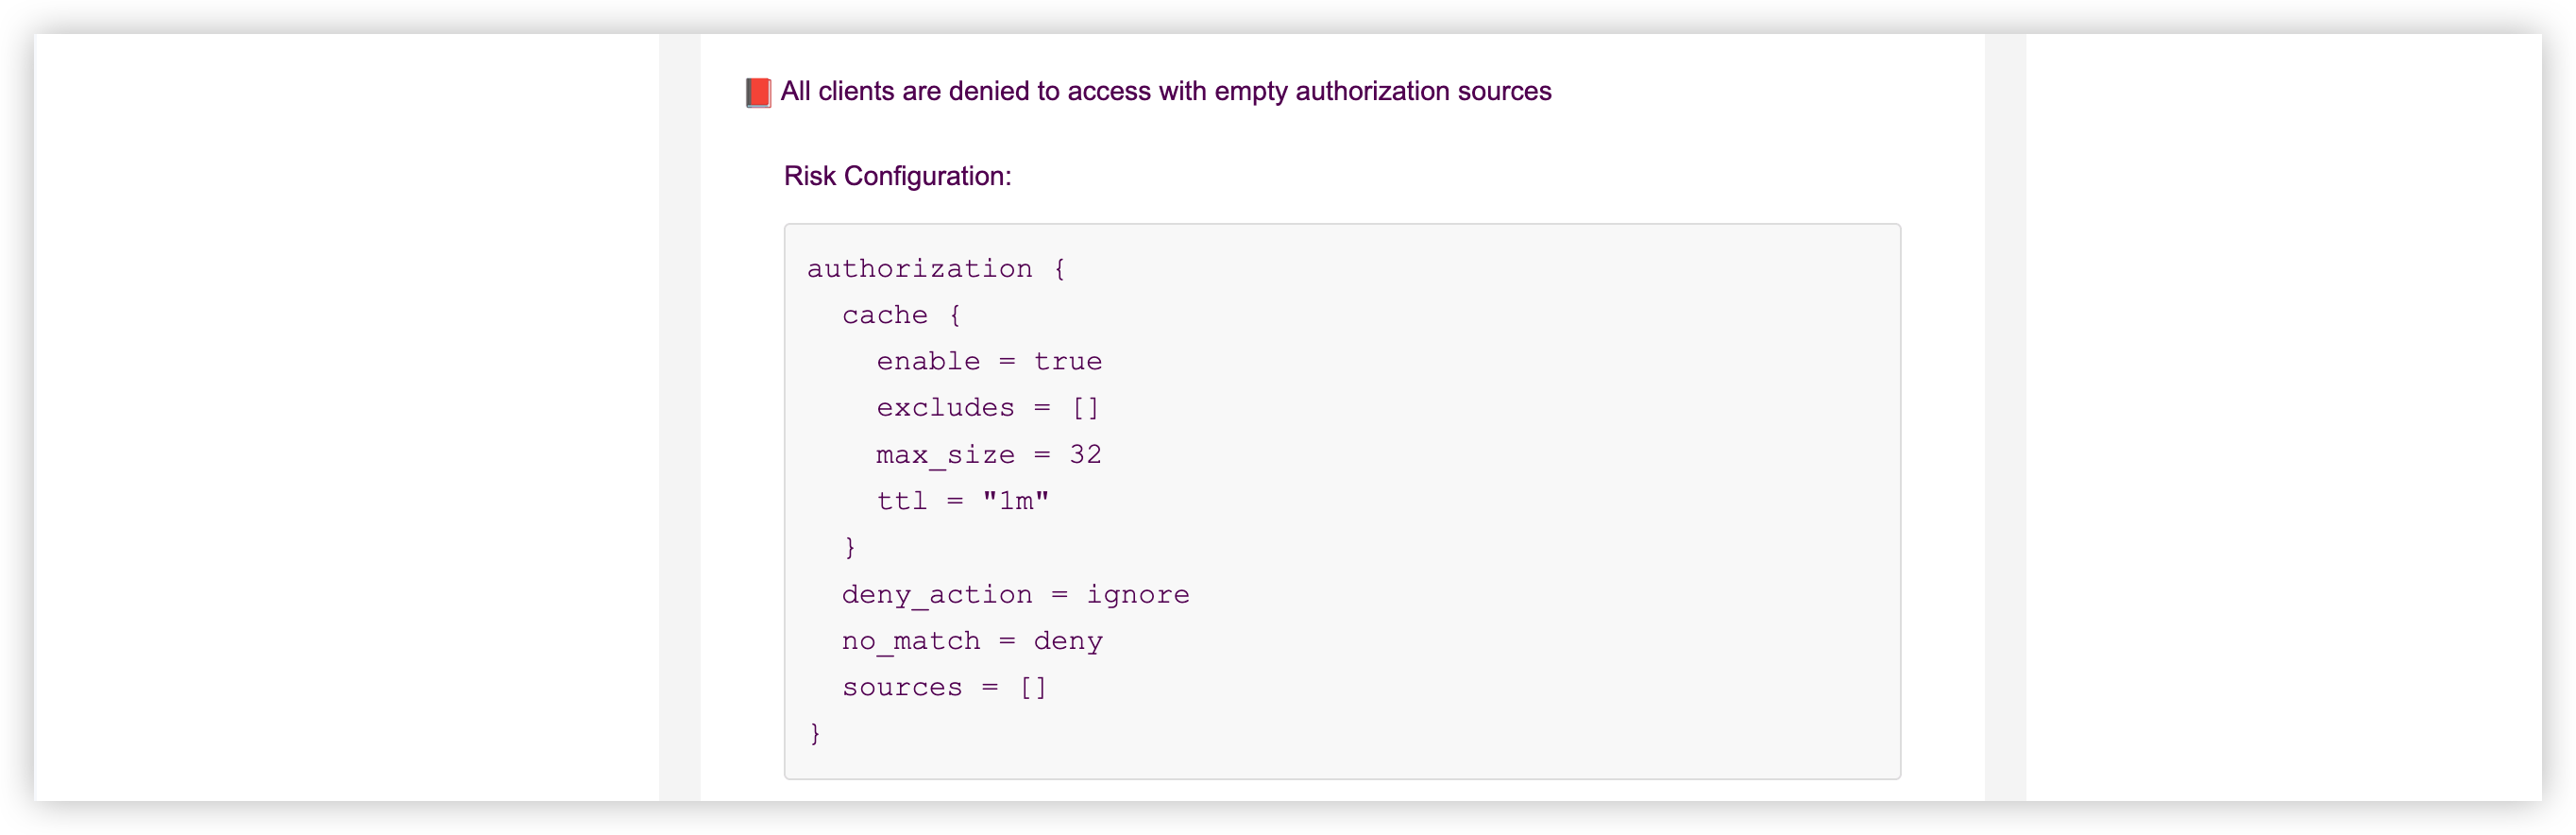 📕 All clients are denied to access with empty authorization sources
Risk Configuration:
authorization {
  cache {
    enable = true
    excludes = []
    max_size = 32
    ttl = "1m"
  }
  deny_action = ignore
  no_match = deny
  sources = []
}